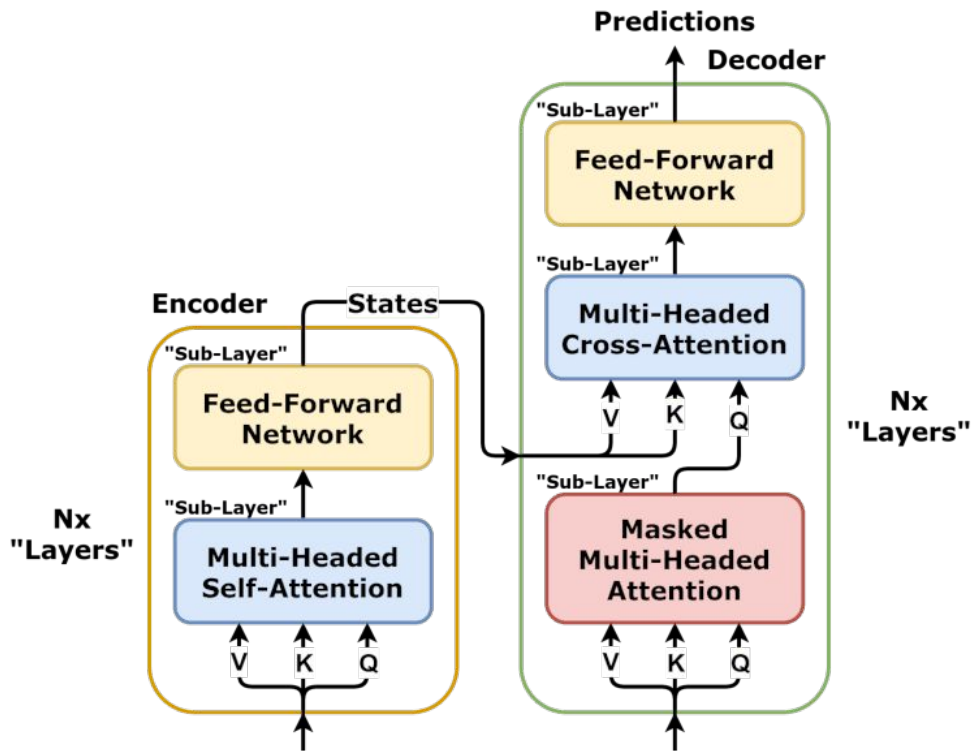 Predictions
Decoder
"Sub-Layer"
Feed-Forward
Network
"Sub-Layer"
Multi-Headed
Cross-Attention
V
K
Q
"Sub-Layer"
Masked
Multi-Headed
Attention
V
K
Q
Nx
"Layers"
Encoder
States
"Sub-Layer"
Feed-Forward
Network
"Sub-Layer"
Multi-Headed
Self-Attention
V
K
Q
Nx
"Layers"